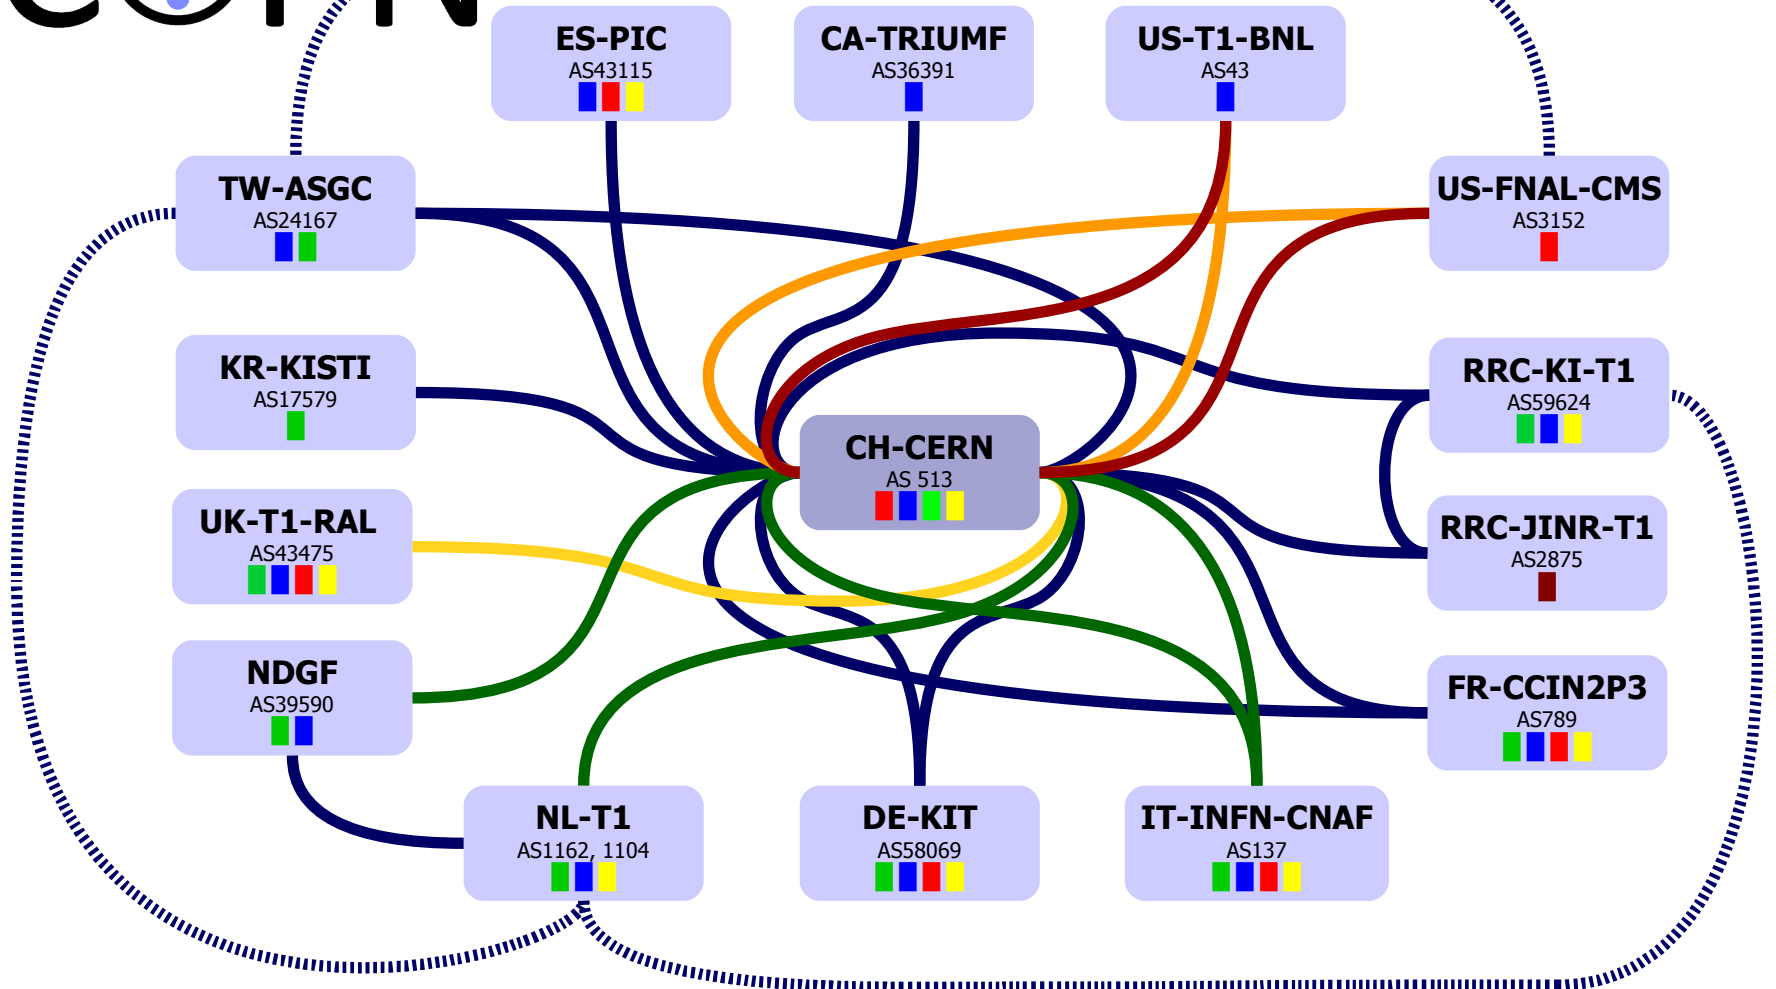 ES-PIC
AS43115
CA-TRIUMF
AS36391
US-T1-BNL
AS43
TW-ASGC
AS24167
US-FNAL-CMS
AS3152
KR-KISTI
AS17579
RRC-KI-T1
AS59624
CH-CERN
AS 513
UK-T1-RAL
AS43475
RRC-JINR-T1
AS2875
NDGF
AS39590
FR-CCIN2P3
AS789
NL-T1
AS1162, 1104
DE-KIT
AS58069
IT-INFN-CNAF
AS137